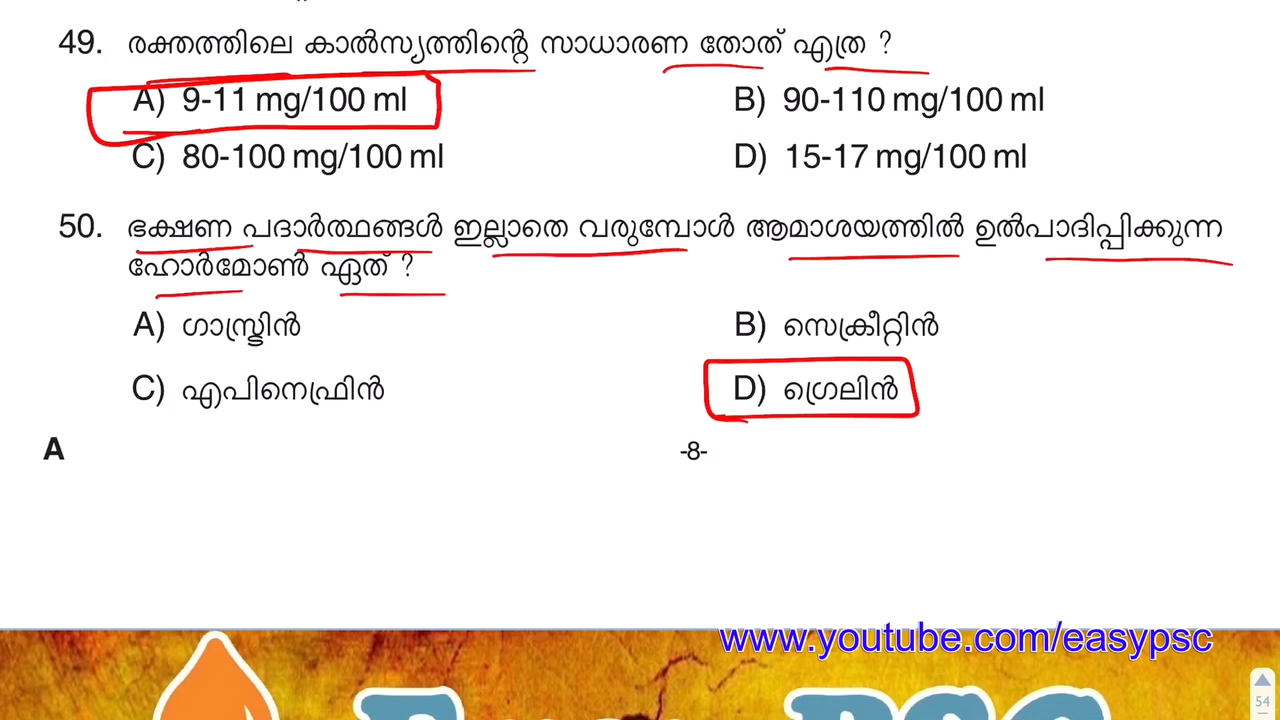 49. രക്തത്തിലെ കാൽസ്യത്തിന്റെ സാധാരണ തോത് എത്ര ?
A) 9-11 mg/100 ml B) 90-110 mg/100 ml
C) 80-100 mg/100 ml D) 15-17 mg/100 ml
50. ഭക്ഷണ പദാർത്ഥങ്ങൾ ഇല്ലാതെ വരുമ്പോൾ ആമാശയത്തിൽ ഉൽപാദിപ്പിക്കുന്ന
ഹോർമോൺ ഏത് ?
A) ഗാസ്ട്രിൻ B) സെക്രീറ്റിൻ
C) എപിനെഫ്രിൻ D) ഗ്രെലിൻ
A -8-
www.youtube.com/easypsc
54